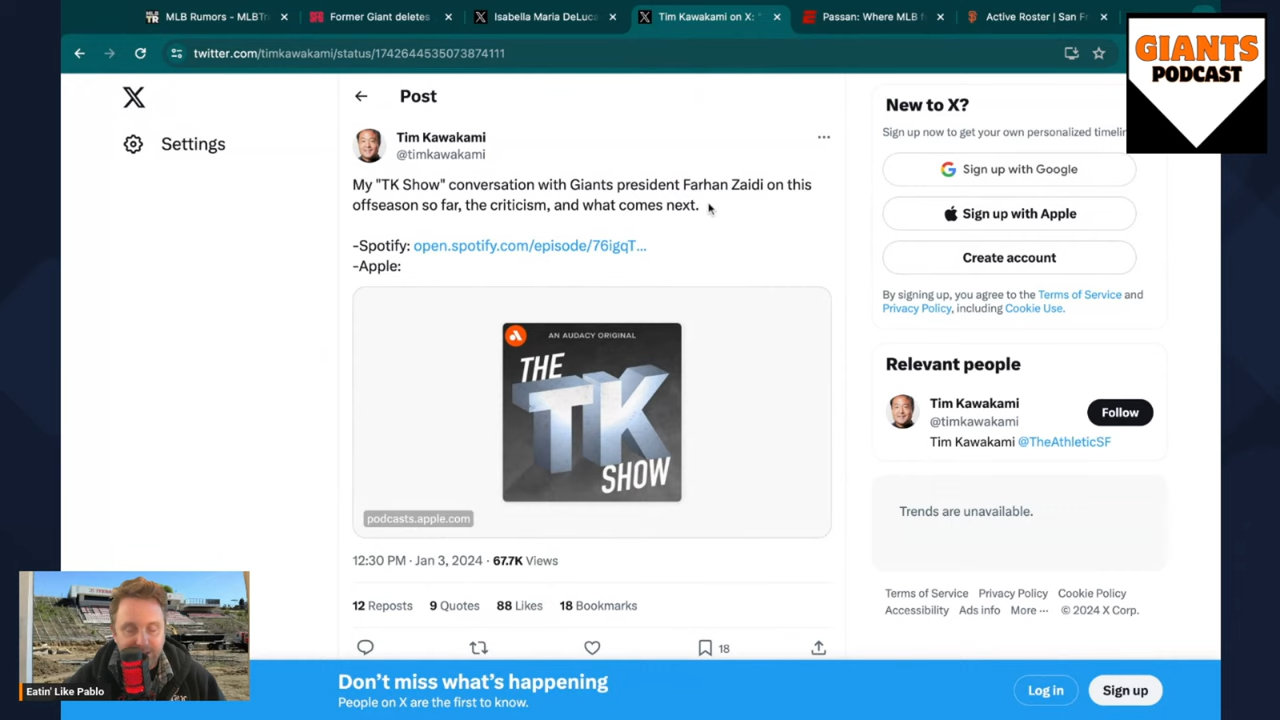 MLB Rumors - MLBTr
Former Giant deletes
Isabella Maria DeLuca
Tim Kawakami on X: "
Passan: Where MLB f
Active Roster | San Fr
twitter.com/timkawakami/status/1742644535073874111
GIANTS
PODCAST
Post
Settings
Tim Kawakami
@timkawakami
My "TK Show" conversation with Giants president Farhan Zaidi on this
offseason so far, the criticism, and what comes next.
-Spotify: open.spotify.com/episode/76igqT...
-Apple:
AN AUDACY ORIGINAL
THE
TK
SHOW
podcasts.apple.com
12:30 PM · Jan 3, 2024 · 67.7K Views
12 Reposts 9 Quotes 88 Likes 18 Bookmarks
18
New to X?
Sign up now to get your own personalized timelin
Sign up with Google
Sign up with Apple
Create account
By signing up, you agree to the Terms of Service and
Privacy Policy, including Cookie Use.
Relevant people
Tim Kawakami
@timkawakami
Follow
Tim Kawakami @TheAthleticSF
Trends are unavailable.
Terms of Service Privacy Policy Cookie Policy
Accessibility Ads info More ... © 2024 X Corp.
Eatin' Like Pablo
Don't miss what's happening
People on X are the first to know.
Log in
Sign up